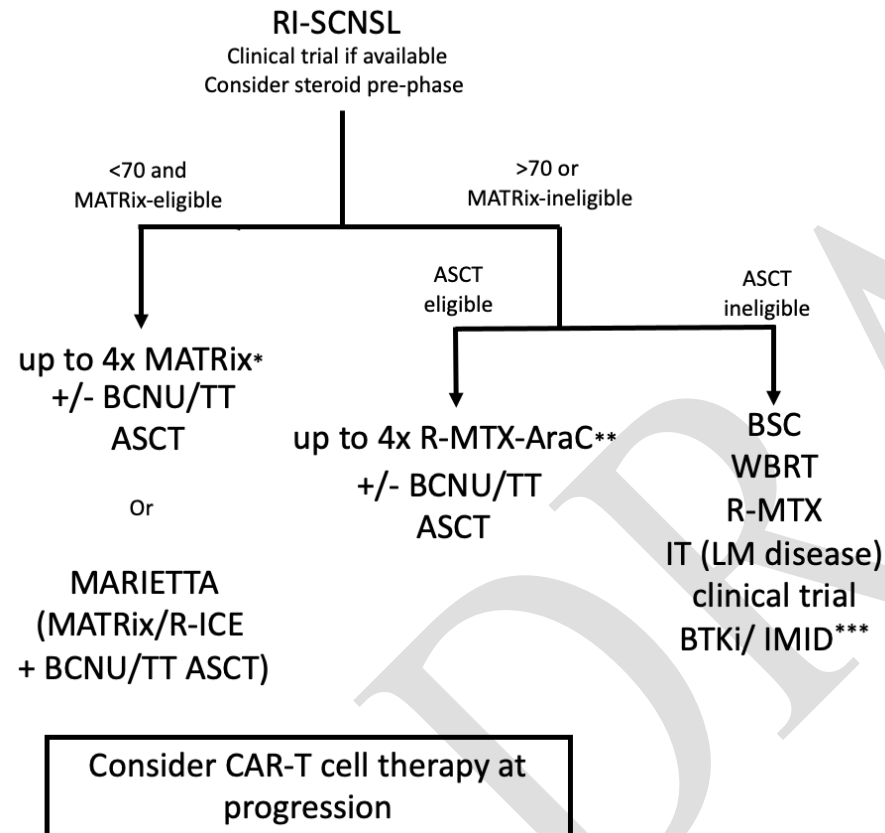 RI-SCNSL
Clinical trial if available
Consider steroid pre-phase
<70 and
MATRix-eligible
>70 or
MATRix-ineligible
ASCT
eligible
ASCT
ineligible
up to 4x MATRix*
+/- BCNU/TT
ASCT
Or
MARIETTA
(MATRix/R-ICE
+ BCNU/TT ASCT)
up to 4x R-MTX-AraC**
+/- BCNU/TT
ASCT
BSC
WBRT
R-MTX
IT (LM disease)
clinical trial
BTKi/ IMID***
Consider CAR-T cell therapy at
progression
DR